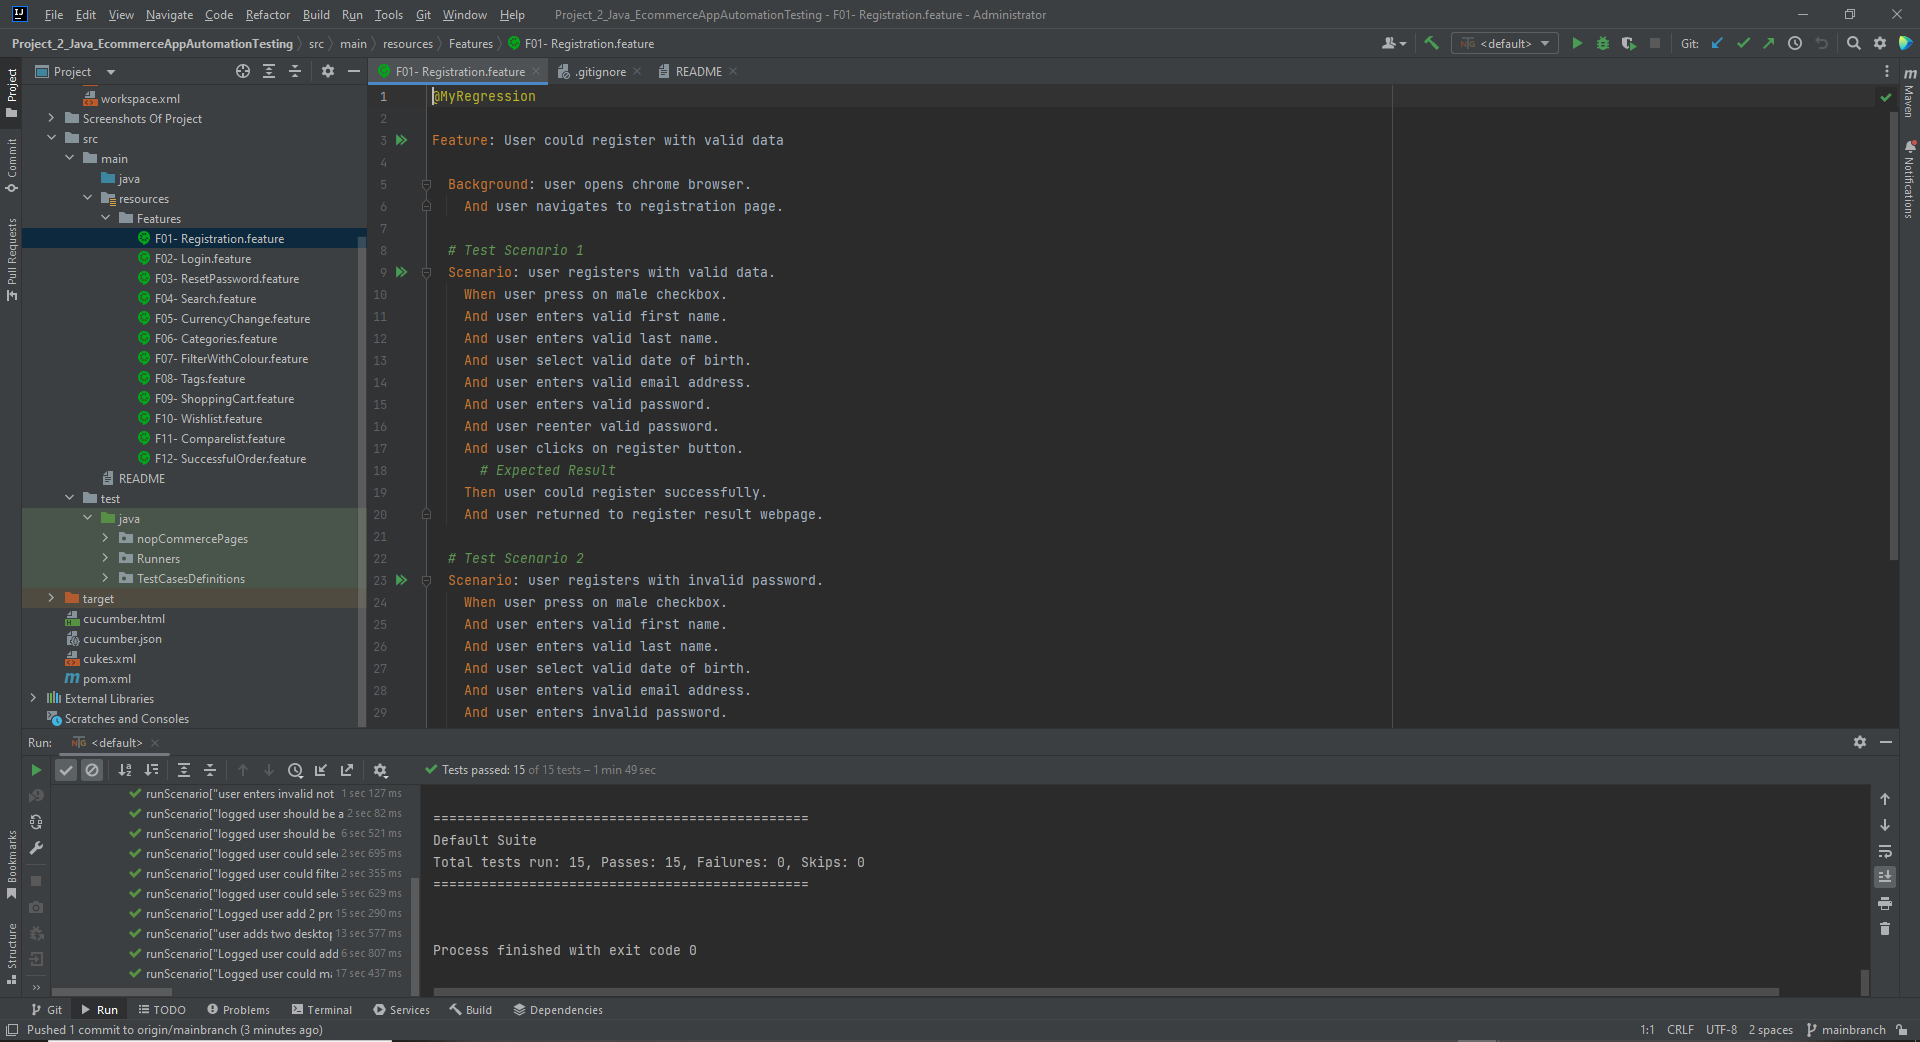 File Edit View Navigate Code Refactor Build Run Tools Git Window Help Project_2_Java_EcommerceAppAutomationTesting - F01- Registration.feature - Administrator
Project_2_Java_EcommerceAppAutomationTesting src main resources Features F01- Registration.feature <default> Git:
Project
F01- Registration.feature .gitignore README
Project
Commit
Pull Requests
Bookmarks
Structure
Maven
Notifications
workspace.xml
Screenshots Of Project
src
main
java
resources
Features
F01- Registration.feature
F02- Login.feature
F03- ResetPassword.feature
F04- Search.feature
F05- CurrencyChange.feature
F06- Categories.feature
F07- FilterWithColour.feature
F08- Tags.feature
F09- ShoppingCart.feature
F10- Wishlist.feature
F11- Comparelist.feature
F12- SuccessfulOrder.feature
README
test
java
nopCommercePages
Runners
TestCasesDefinitions
target
cucumber.html
cucumber.json
cukes.xml
pom.xml
External Libraries
Scratches and Consoles
1 @MyRegression
2
3 Feature: User could register with valid data
4
5 Background: user opens chrome browser.
6 And user navigates to registration page.
7
8 # Test Scenario 1
9 Scenario: user registers with valid data.
10 When user press on male checkbox.
11 And user enters valid first name.
12 And user enters valid last name.
13 And user select valid date of birth.
14 And user enters valid email address.
15 And user enters valid password.
16 And user reenter valid password.
17 And user clicks on register button.
18 # Expected Result
19 Then user could register successfully.
20 And user returned to register result webpage.
21
22 # Test Scenario 2
23 Scenario: user registers with invalid password.
24 When user press on male checkbox.
25 And user enters valid first name.
26 And user enters valid last name.
27 And user select valid date of birth.
28 And user enters valid email address.
29 And user enters invalid password.
Run: <default>
Tests passed: 15 of 15 tests – 1 min 49 sec
runScenario["user enters invalid not 1 sec 127 ms
runScenario["logged user should be a 2 sec 82 ms
runScenario["logged user should be 6 sec 521 ms
runScenario["logged user could sele 2 sec 695 ms
runScenario["logged user could filte 2 sec 355 ms
runScenario["logged user could sele 5 sec 629 ms
runScenario["Logged user add 2 pro 15 sec 290 ms
runScenario["user adds two desktop 13 sec 577 ms
runScenario["Logged user could add 6 sec 807 ms
runScenario["Logged user could ma 17 sec 437 ms
===============================================
Default Suite
Total tests run: 15, Passes: 15, Failures: 0, Skips: 0
===============================================
Process finished with exit code 0
Git Run TODO Problems Terminal Services Build Dependencies
Pushed 1 commit to origin/mainbranch (3 minutes ago) 1:1 CRLF UTF-8 2 spaces mainbranch